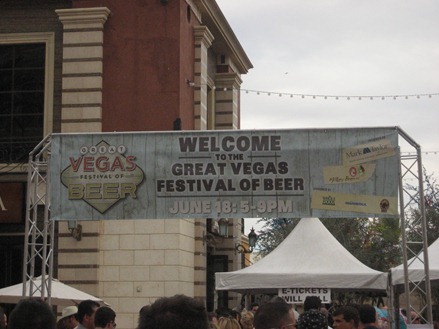 GREAT
VEGAS
FESTIVAL OF
BEER
WELCOME
TO THE
GREAT VEGAS
FESTIVAL OF BEER
JUNE 18: 5-9PM
E-TICKETS
WILL